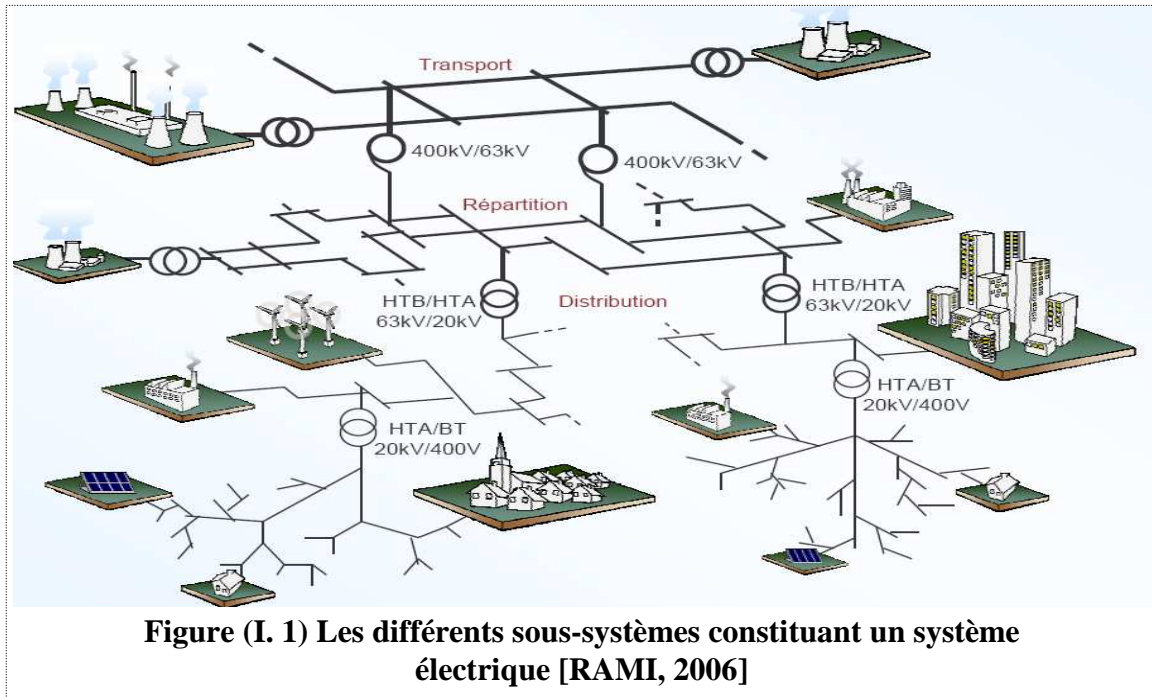 Transport
400kV/63kV
400kV/63kV
Répartition
HTB/HTA
63kV/20kV
Distribution
HTB/HTA
63kV/20kV
HTA/BT
20kV/400V
HTA/BT
20kV/400V
Figure (I. 1) Les différents sous-systèmes constituant un système
électrique [RAMI, 2006]